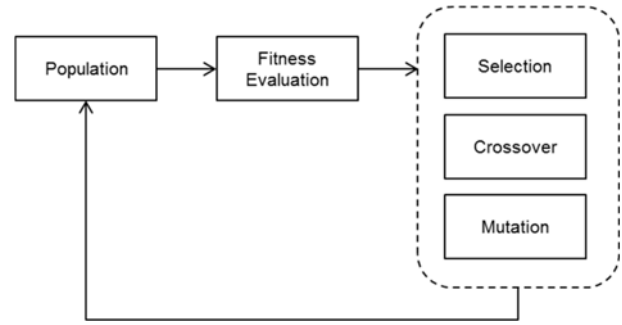 Population
Fitness
Evaluation
Selection
Crossover
Mutation